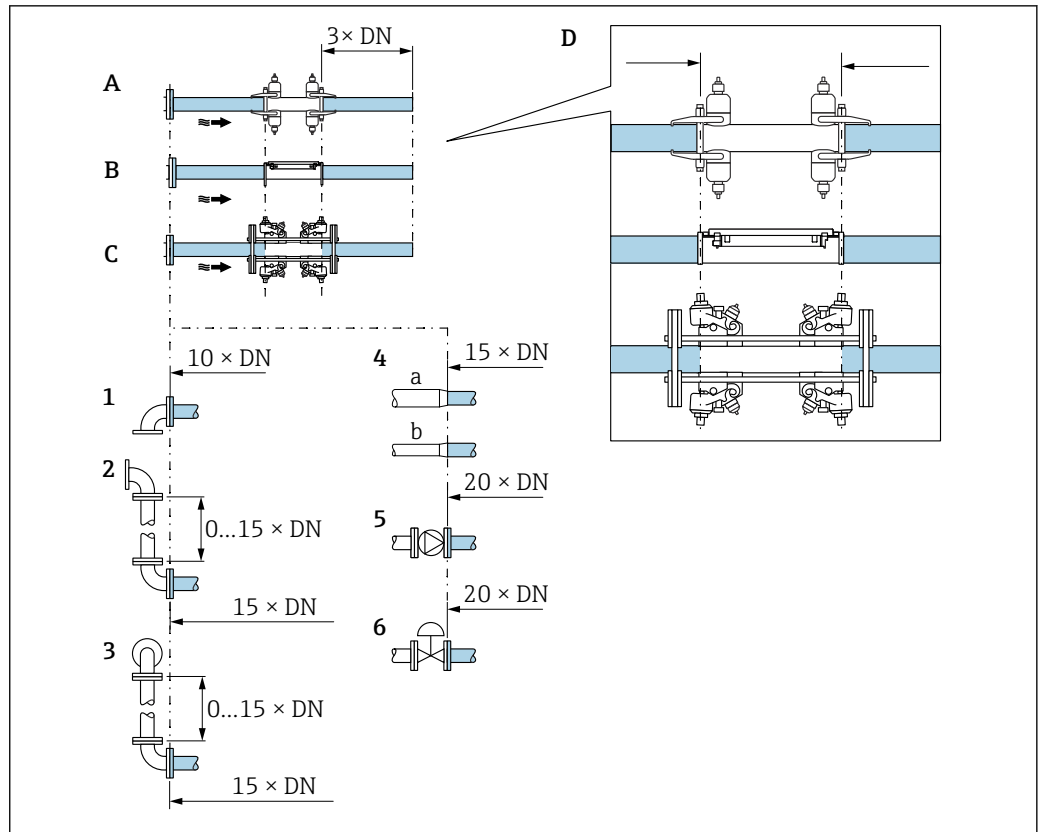 3× DN
D
A
B
C
10 × DN
1
2
0...15 × DN
15 × DN
3
0...15 × DN
15 × DN
4
15 × DN
a
b
20 × DN
5
20 × DN
6